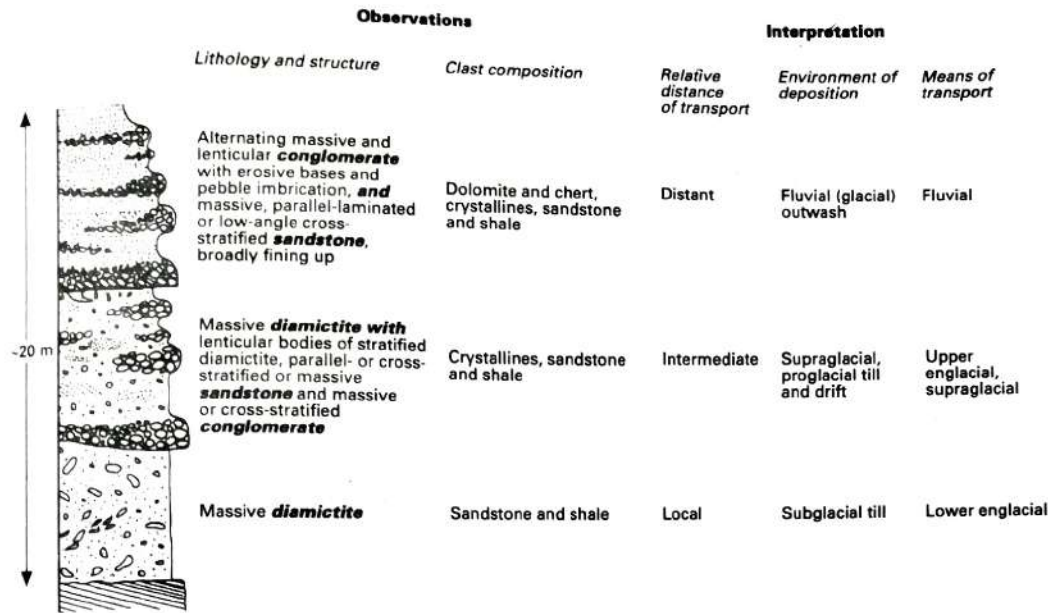 Observations
Interpretation
Lithology and structure
Clast composition
Relative
distance
of transport
Environment of
deposition
Means of
transport
Alternating massive and
lenticular conglomerate
with erosive bases and
pebble imbrication, and
massive, parallel-laminated
or low-angle cross-
stratified sandstone,
broadly fining up
Dolomite and chert,
crystallines, sandstone
and shale
Distant
Fluvial (glacial)
outwash
Fluvial
~20 m
Massive diamictite with
lenticular bodies of stratified
diamictite, parallel- or cross-
stratified or massive
sandstone and massive
or cross-stratified
conglomerate
Crystallines, sandstone
and shale
Intermediate
Supraglacial,
proglacial till
and drift
Upper
englacial,
supraglacial
Massive diamictite
Sandstone and shale
Local
Subglacial till
Lower englacial